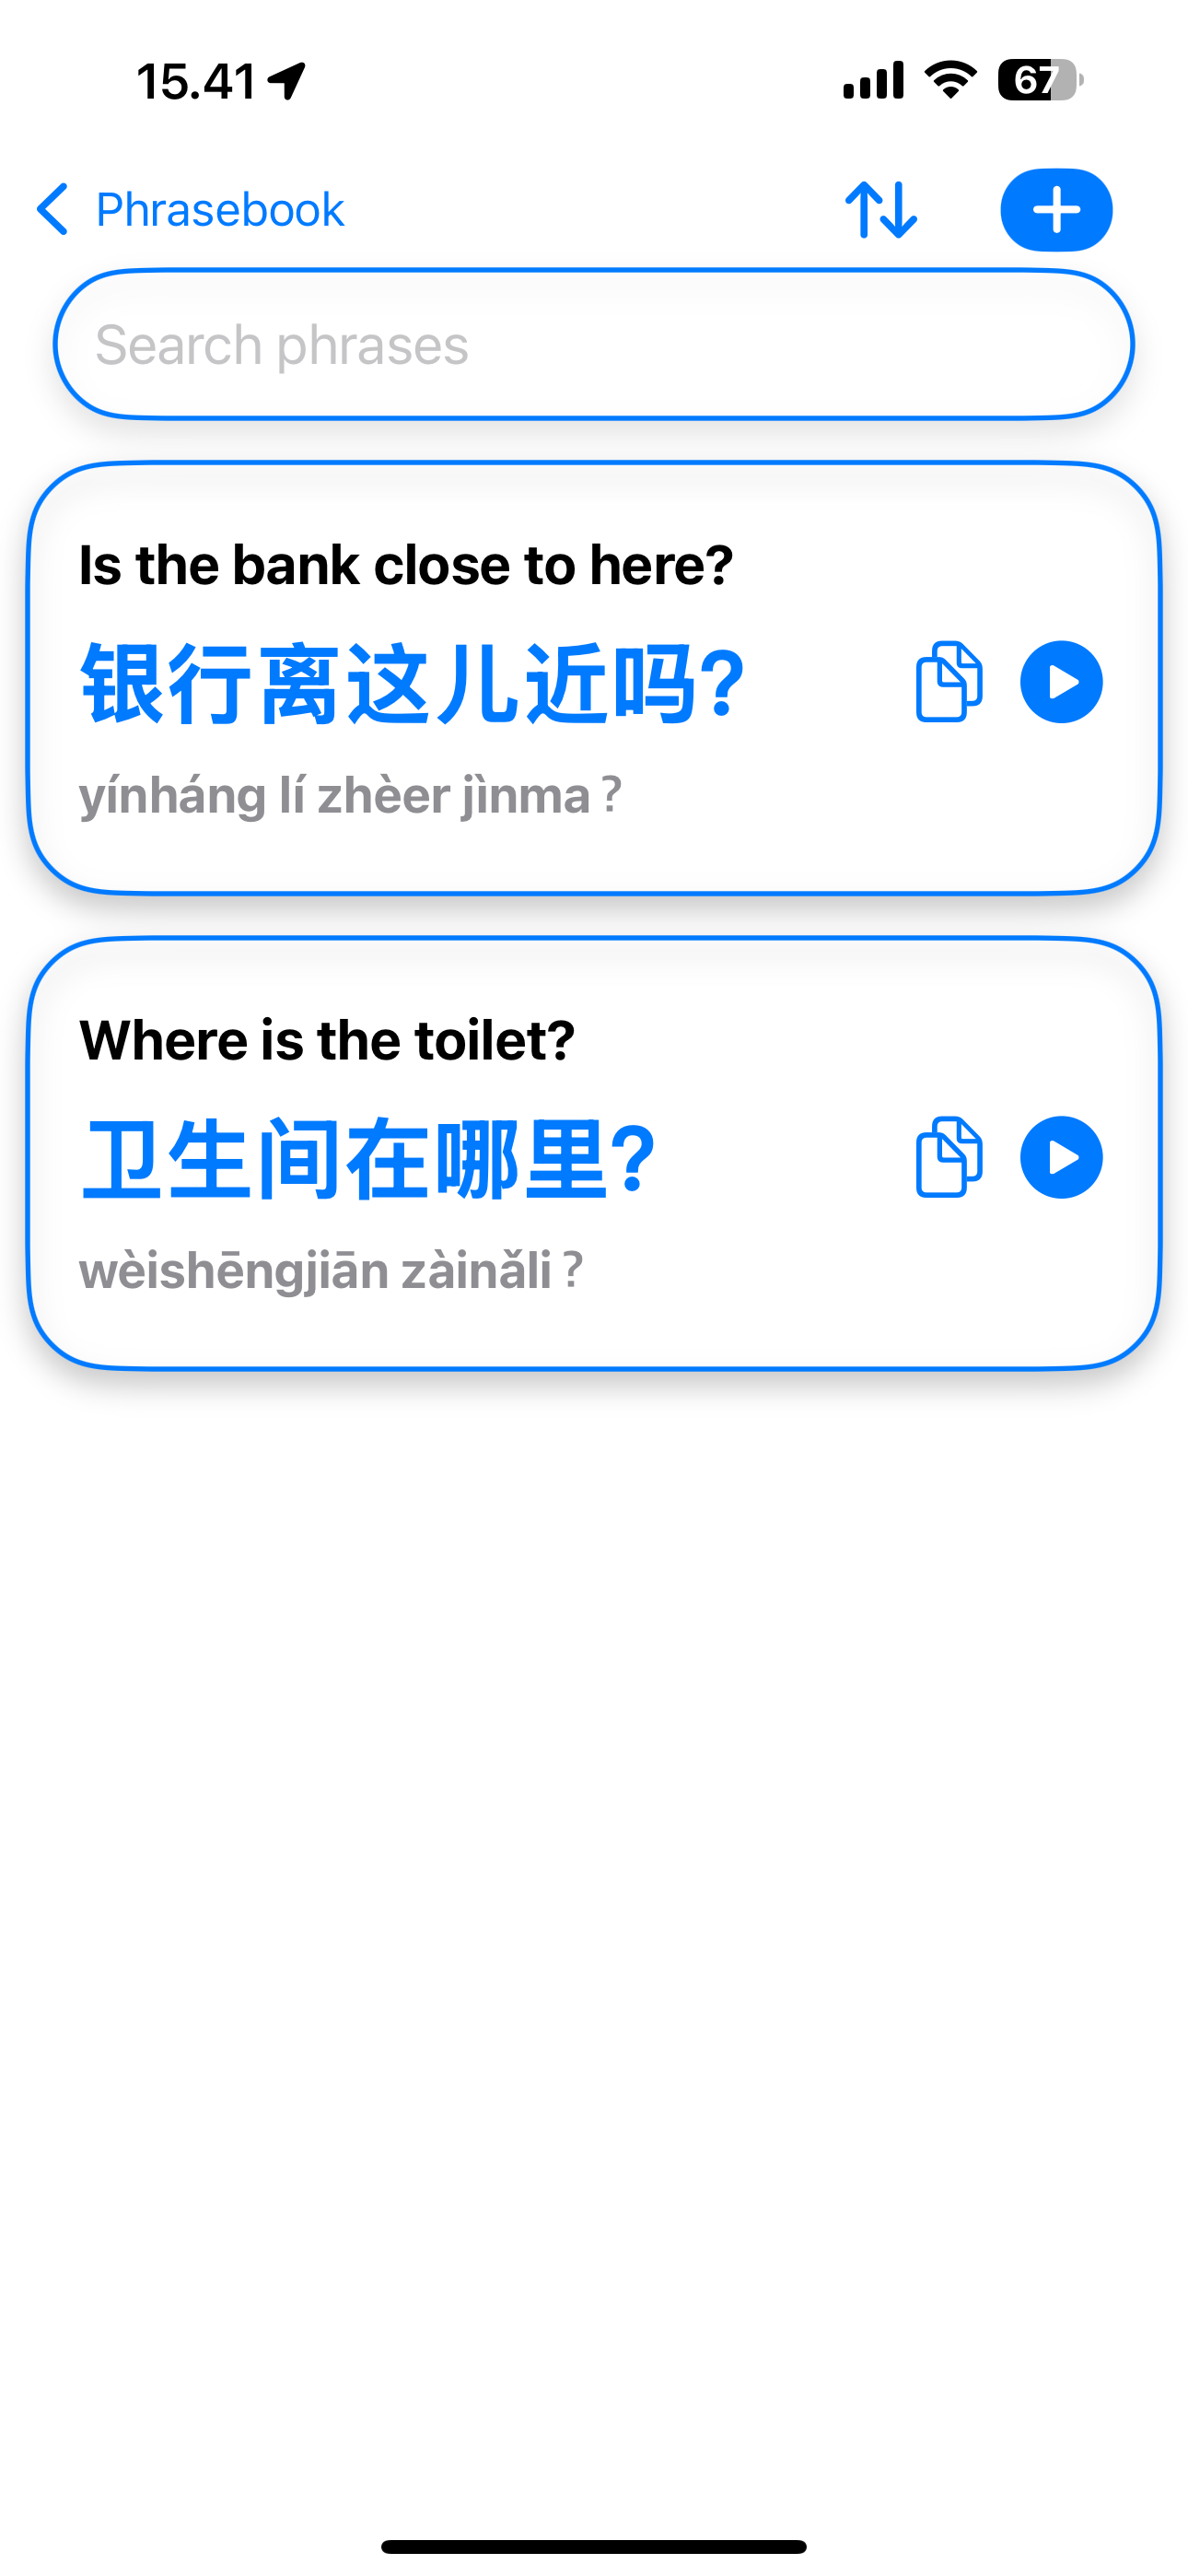 15.41
67
Phrasebook
Search phrases
Is the bank close to here?
银行离这儿近吗?
yínháng lí zhèer jìnma？
Where is the toilet?
卫生间在哪里?
wèishēngjiān zàinǎli？